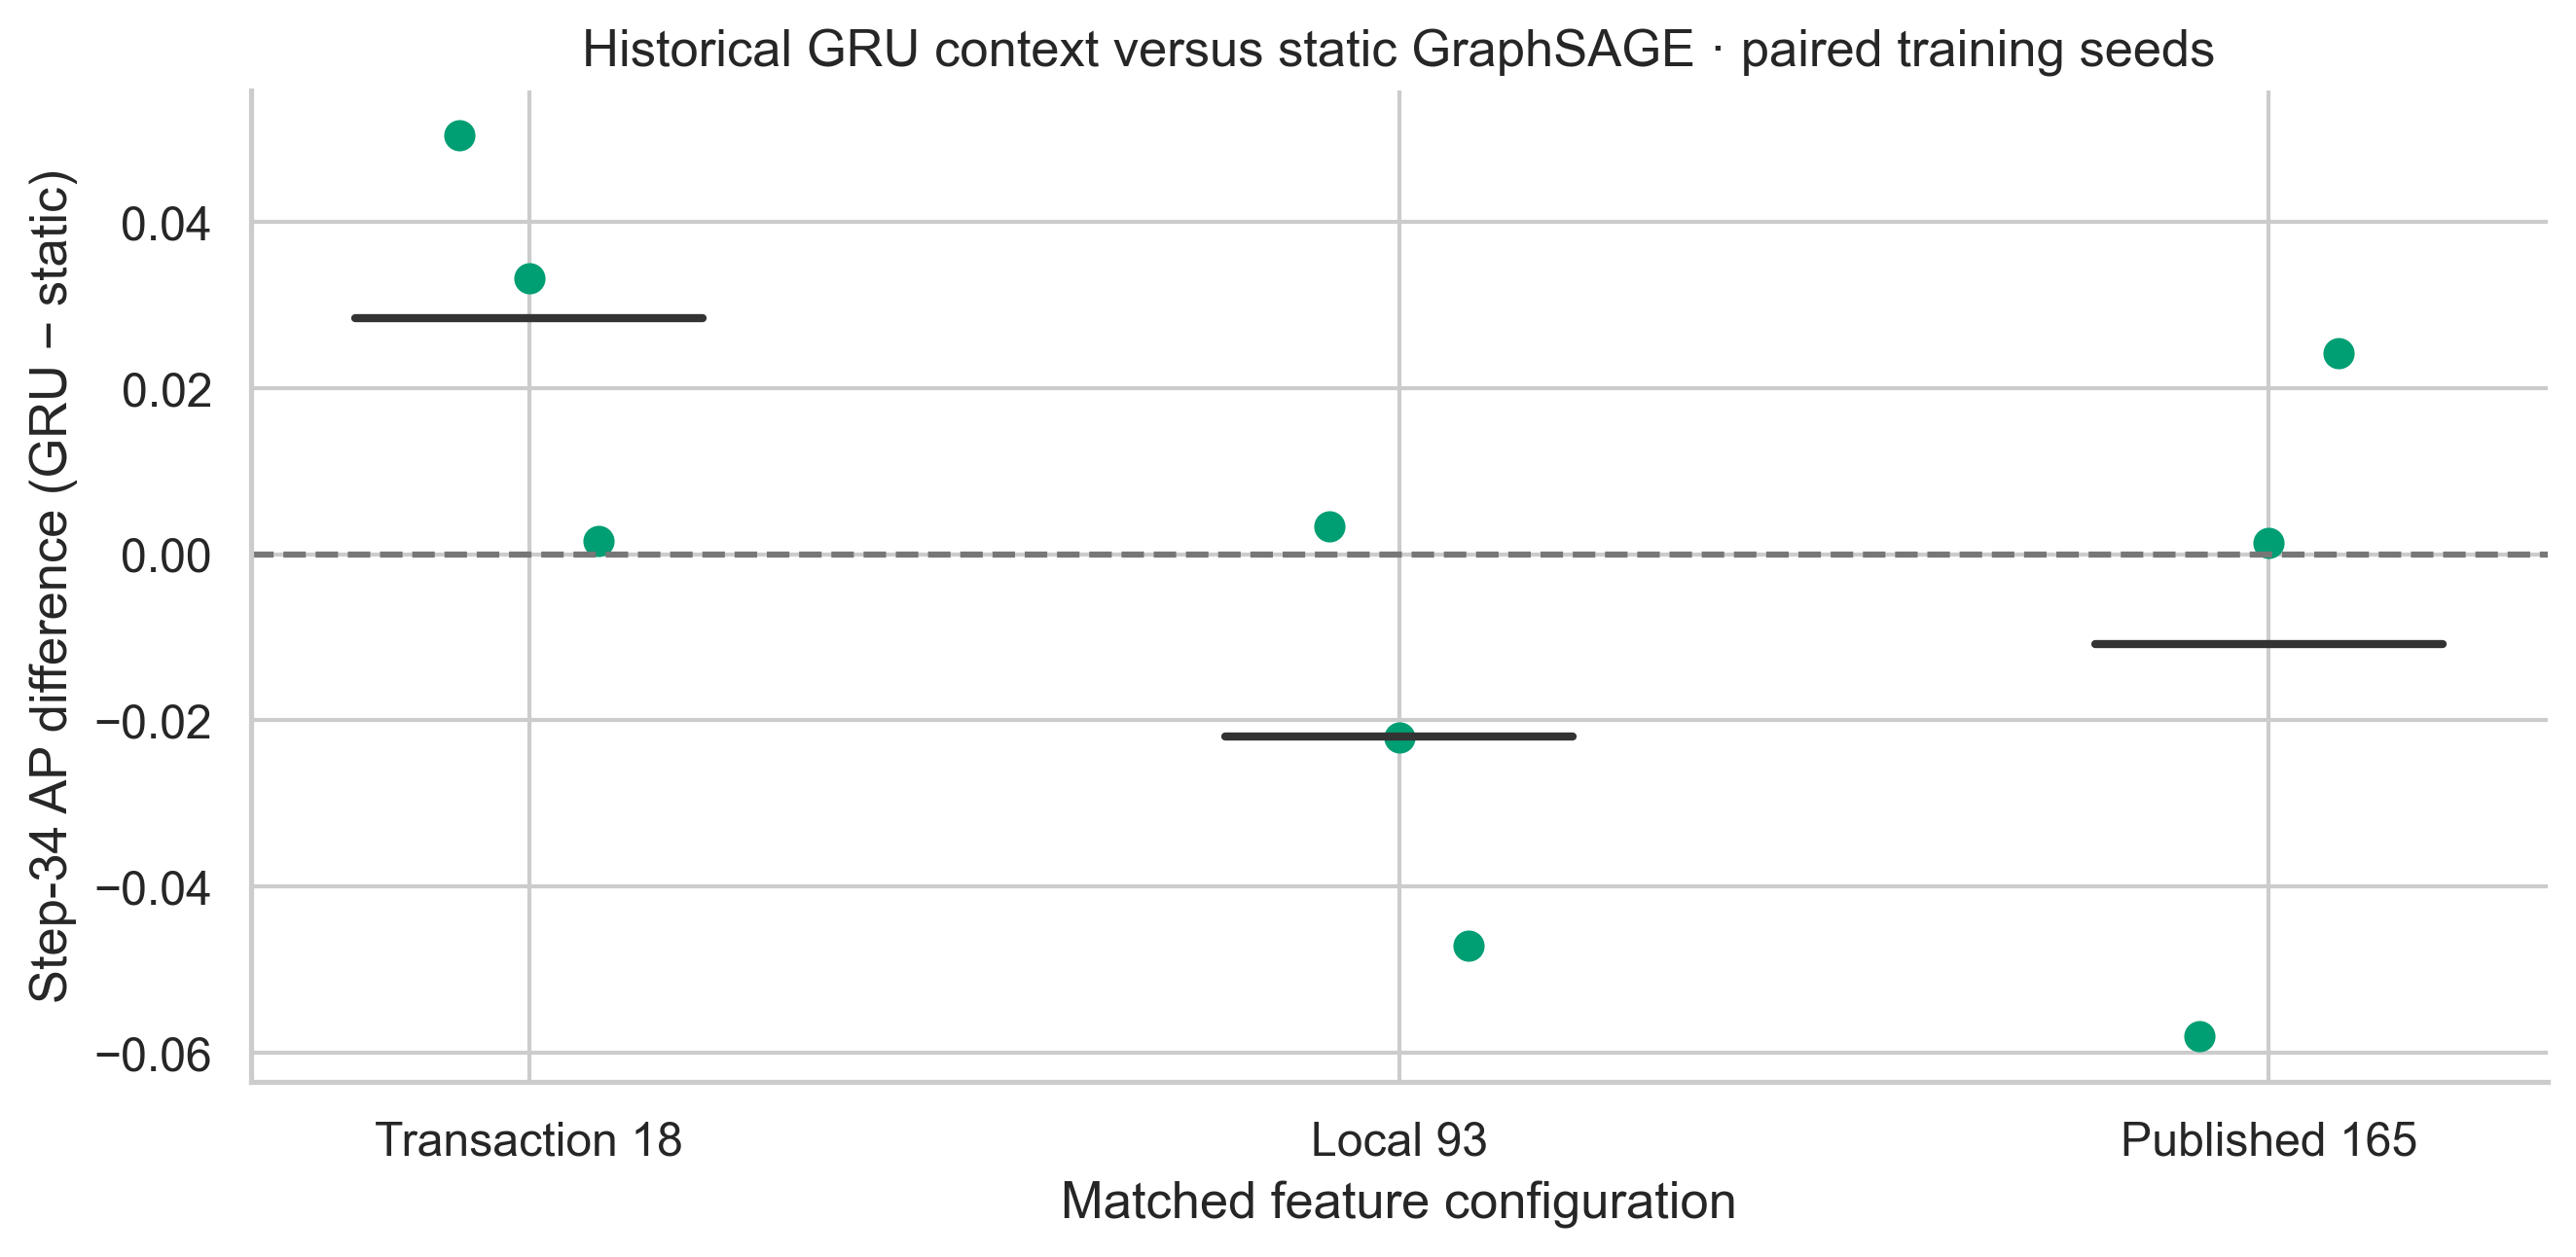 Historical GRU context versus static GraphSAGE · paired training seeds
Step-34 AP difference (GRU − static)
0.04
0.02
0.00
−0.02
−0.04
−0.06
Transaction 18
Local 93
Published 165
Matched feature configuration